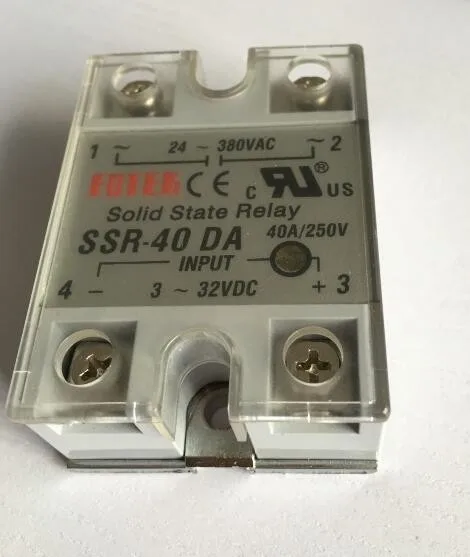 1 ~ 24 ~ 380VAC ~ 2
FOTEK CE c RU ® US
Solid State Relay
SSR-40 DA 40A/250V
INPUT
4 − 3 ~ 32VDC + 3